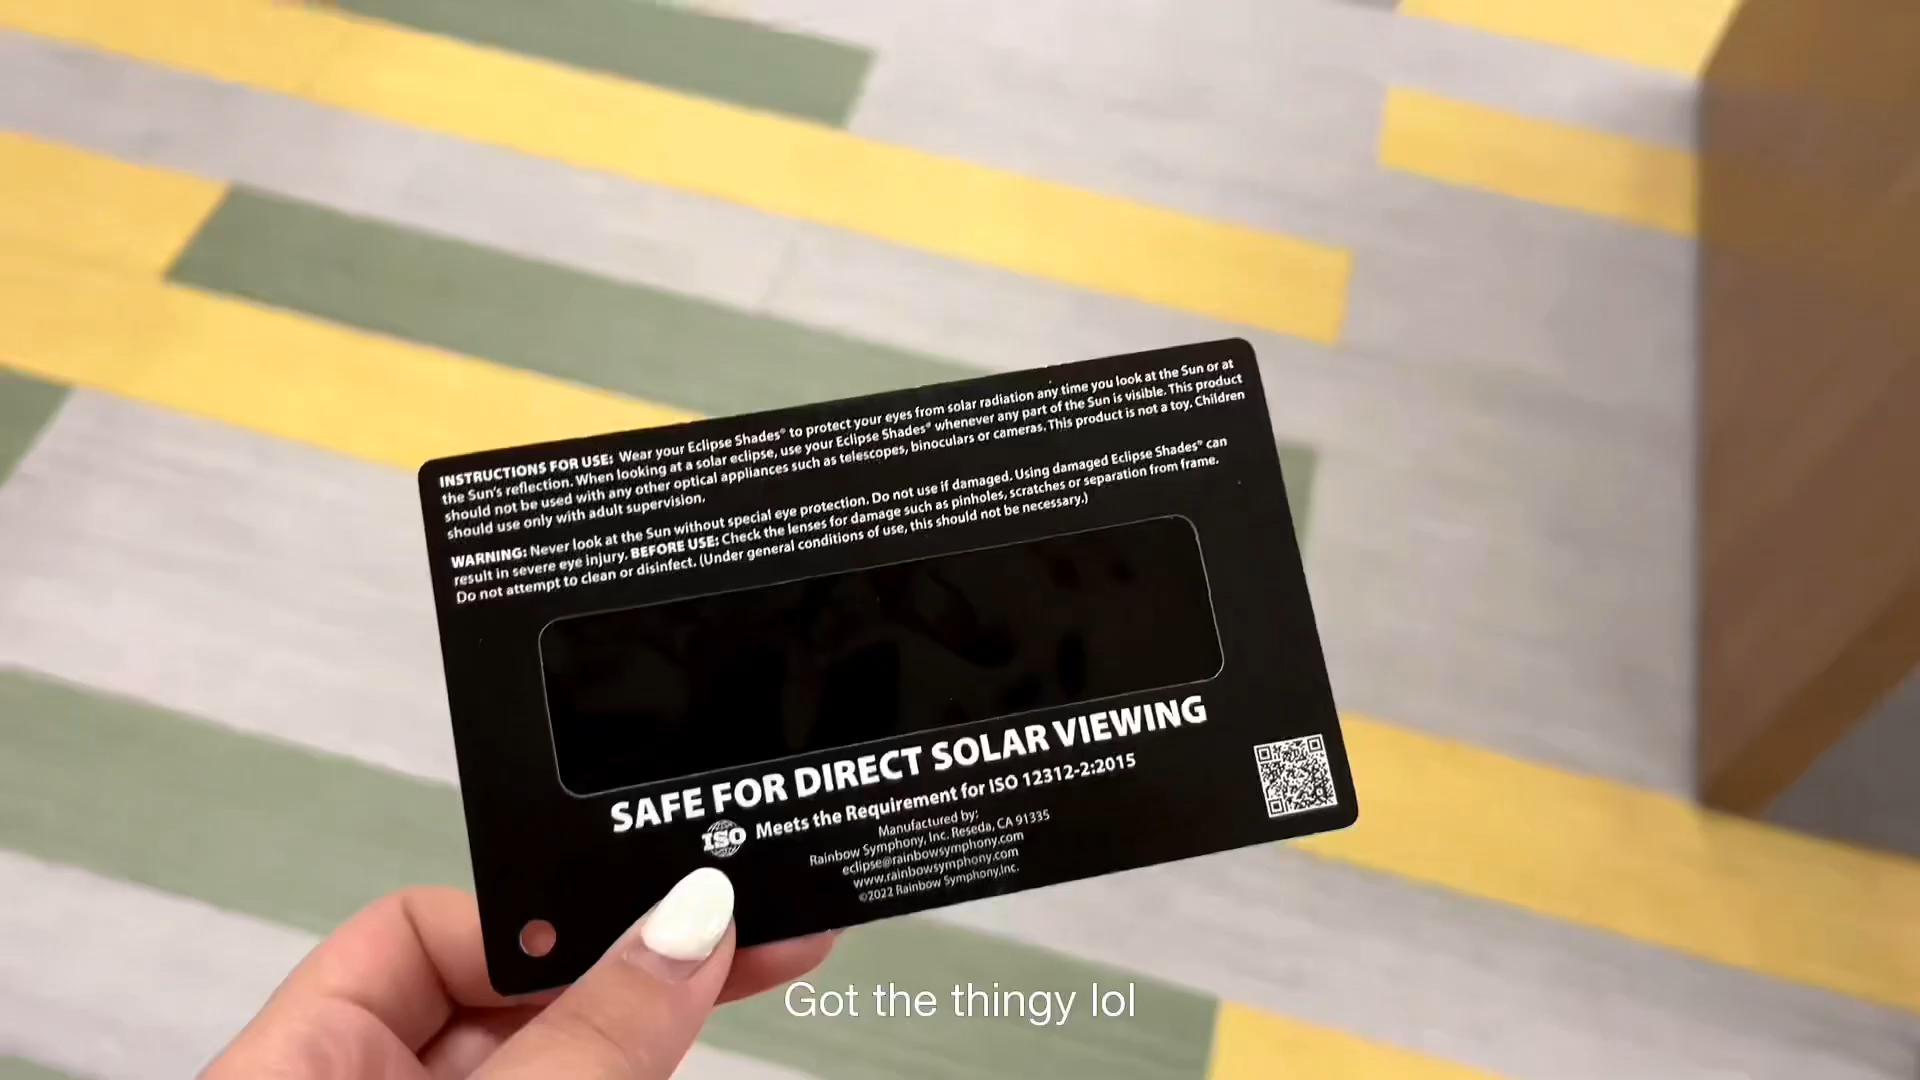 INSTRUCTIONS FOR USE: Wear your Eclipse Shades® to protect your eyes from solar radiation any time you look at the Sun or at
the Sun's reflection. When looking at a solar eclipse, use your Eclipse Shades® whenever any part of the Sun is visible. This product
should not be used with any other optical appliances such as telescopes, binoculars or cameras. This product is not a toy. Children
should use only with adult supervision.
WARNING: Never look at the Sun without special eye protection. Do not use if damaged. Using damaged Eclipse Shades® can
result in severe eye injury. BEFORE USE: Check the lenses for damage such as pinholes, scratches or separation from frame.
Do not attempt to clean or disinfect. (Under general conditions of use, this should not be necessary.)
SAFE FOR DIRECT SOLAR VIEWING
ISO Meets the Requirement for ISO 12312-2:2015
Manufactured by:
Rainbow Symphony, Inc. Reseda, CA 91335
eclipse@rainbowsymphony.com
www.rainbowsymphony.com
©2022 Rainbow Symphony,Inc.
Got the thingy lol